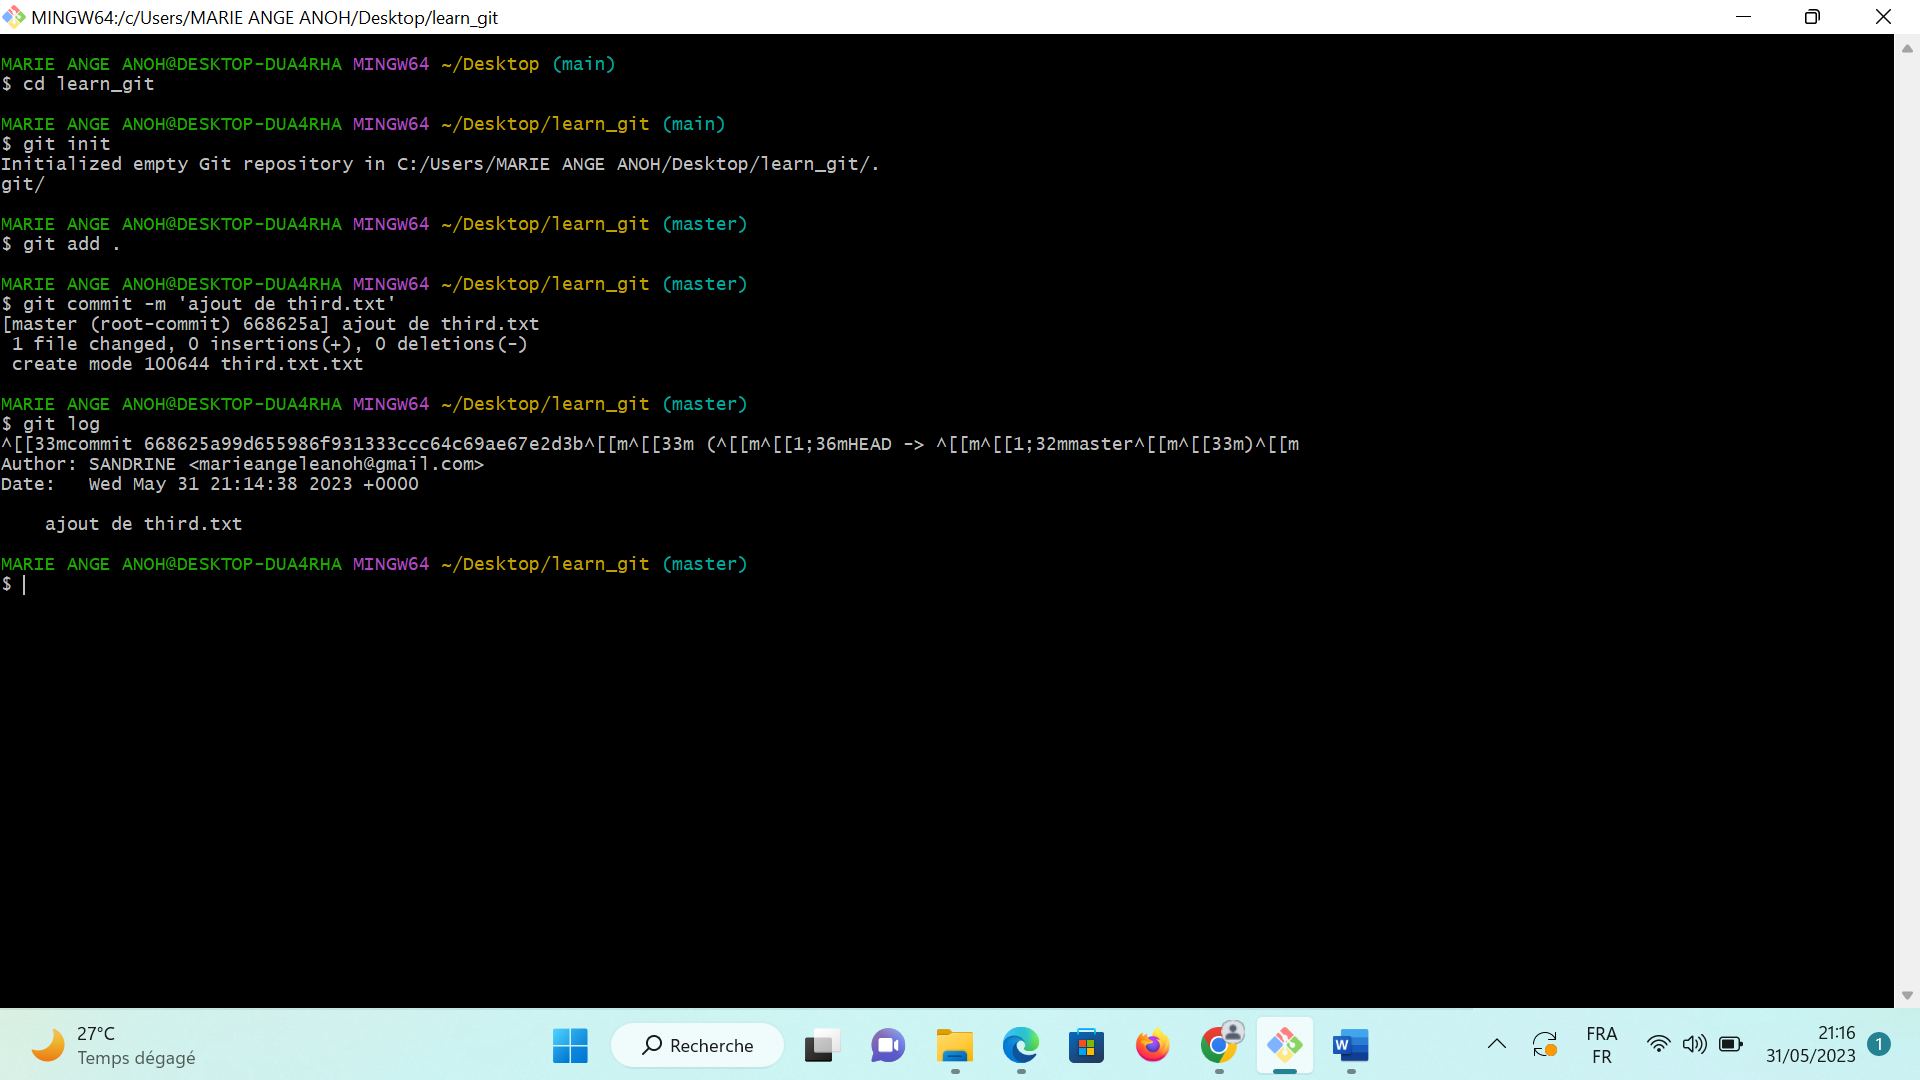 MINGW64:/c/Users/MARIE ANGE ANOH/Desktop/learn_git
MARIE ANGE ANOH@DESKTOP-DUA4RHA MINGW64 ~/Desktop (main)
$ cd learn_git
MARIE ANGE ANOH@DESKTOP-DUA4RHA MINGW64 ~/Desktop/learn_git (main)
$ git init
Initialized empty Git repository in C:/Users/MARIE ANGE ANOH/Desktop/learn_git/.
git/
MARIE ANGE ANOH@DESKTOP-DUA4RHA MINGW64 ~/Desktop/learn_git (master)
$ git add .
MARIE ANGE ANOH@DESKTOP-DUA4RHA MINGW64 ~/Desktop/learn_git (master)
$ git commit -m 'ajout de third.txt'
[master (root-commit) 668625a] ajout de third.txt
 1 file changed, 0 insertions(+), 0 deletions(-)
 create mode 100644 third.txt.txt
MARIE ANGE ANOH@DESKTOP-DUA4RHA MINGW64 ~/Desktop/learn_git (master)
$ git log
^[[33mcommit 668625a99d655986f931333ccc64c69ae67e2d3b^[[m^[[33m (^[[m^[[1;36mHEAD -> ^[[m^[[1;32mmaster^[[m^[[33m)^[[m
Author: SANDRINE <marieangeleanoh@gmail.com>
Date:   Wed May 31 21:14:38 2023 +0000
    ajout de third.txt
MARIE ANGE ANOH@DESKTOP-DUA4RHA MINGW64 ~/Desktop/learn_git (master)
$
27°C
Temps dégagé
Recherche
W
FRA
FR
21:16
31/05/2023
1